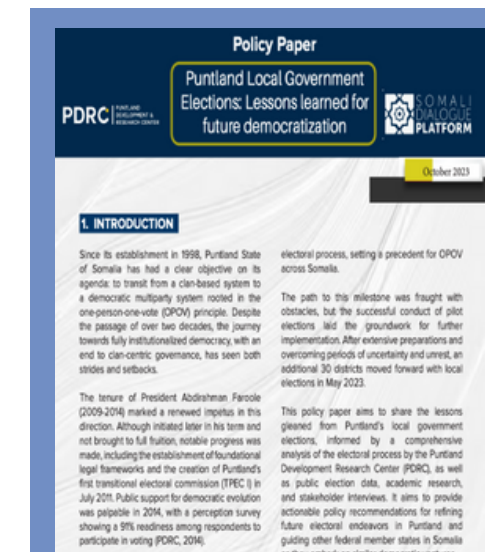 Policy Paper
Puntland Local Government
Elections: Lessons learned for
future democratization
PDRC
PUNTLAND
DEVELOPMENT &
RESEARCH CENTER
SOMALI
DIALOGUE
PLATFORM
October 2023
1. INTRODUCTION
Since its establishment in 1998, Puntland State
of Somalia has had a clear objective on its
agenda: to transit from a clan-based system to
a democratic multiparty system rooted in the
one-person-one-vote (OPOV) principle. Despite
the passage of over two decades, the journey
towards fully institutionalized democracy, with an
end to clan-centric governance, has seen both
strides and setbacks.
The tenure of President Abdirahman Faroole
(2009-2014) marked a renewed impetus in this
direction. Although initiated later in his term and
not brought to full fruition, notable progress was
made, including the establishment of foundational
legal frameworks and the creation of Puntland's
first transitional electoral commission (TPEC I) in
July 2011. Public support for democratic evolution
was palpable in 2014, with a perception survey
showing a 91% readiness among respondents to
participate in voting (PDRC, 2014).
electoral process, setting a precedent for OPOV
across Somalia.
The path to this milestone was fraught with
obstacles, but the successful conduct of pilot
elections laid the groundwork for further
implementation. After extensive preparations and
overcoming periods of uncertainty and unrest, an
additional 30 districts moved forward with local
elections in May 2023.
This policy paper aims to share the lessons
gleaned from Puntland's local government
elections, informed by a comprehensive
analysis of the electoral process by the Puntland
Development Research Center (PDRC), as well
as public election data, academic research,
and stakeholder interviews. It aims to provide
actionable policy recommendations for refining
future electoral endeavors in Puntland and
guiding other federal member states in Somalia